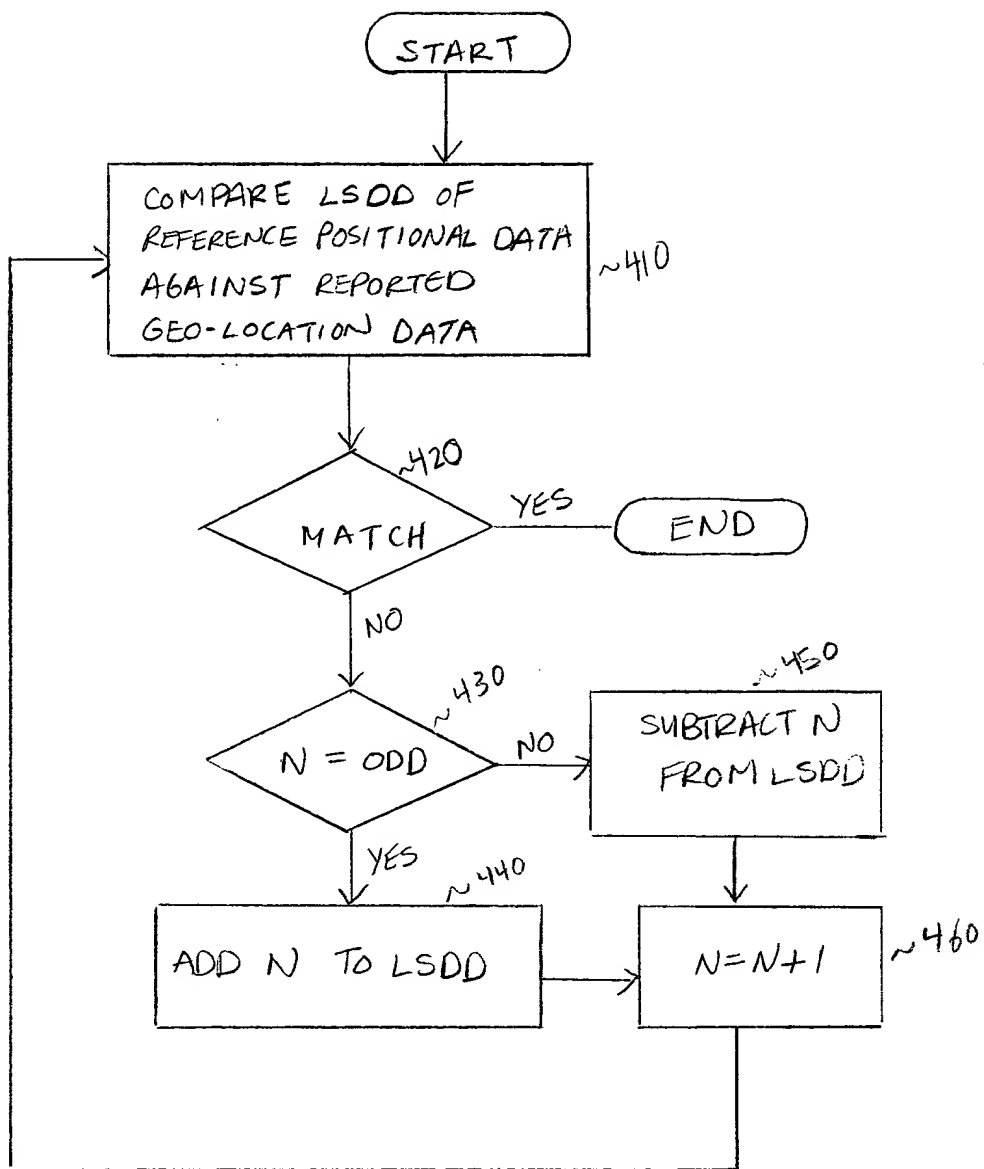 START
COMPARE LSDD OF
REFERENCE POSITIONAL DATA
AGAINST REPORTED
GEO-LOCATION DATA
~410
~420
MATCH
YES
END
NO
~430
N = ODD
NO
~450
SUBTRACT N
FROM LSDD
YES
~440
ADD N TO LSDD
N=N+1
~460